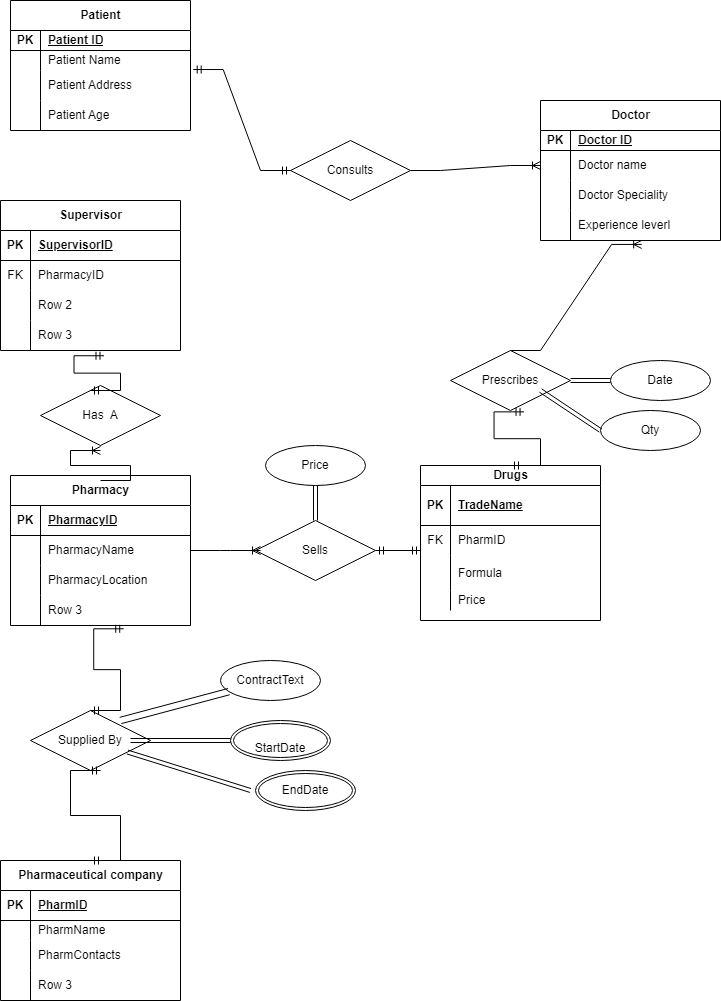 Patient
PK Patient ID
Patient Name
Patient Address
Patient Age
Doctor
PK Doctor ID
Doctor name
Doctor Speciality
Experience leverl
Consults
Supervisor
PK SupervisorID
FK PharmacyID
Row 2
Row 3
Has A
Prescribes
Date
Qty
Pharmacy
PK PharmacyID
PharmacyName
PharmacyLocation
Row 3
Price
Sells
Drugs
PK TradeName
FK PharmID
Formula
Price
ContractText
Supplied By
StartDate
EndDate
Pharmaceutical company
PK PharmID
PharmName
PharmContacts
Row 3